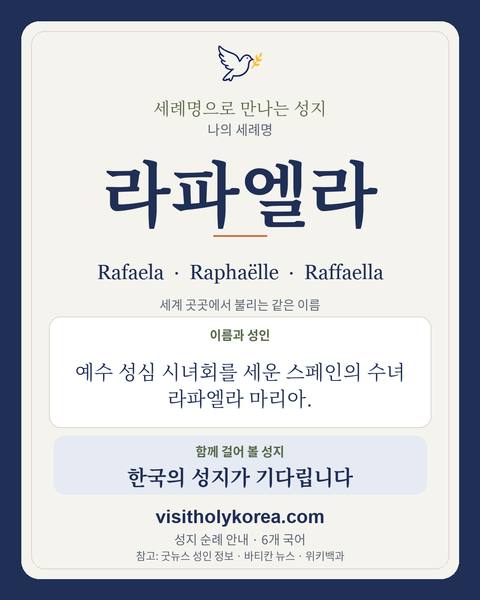 세례명으로 만나는 성지
나의 세례명
라파엘라
Rafaela · Raphaëlle · Raffaella
세계 곳곳에서 불리는 같은 이름
이름과 성인
예수 성심 시녀회를 세운 스페인의 수녀
라파엘라 마리아.
함께 걸어 볼 성지
한국의 성지가 기다립니다
visitholykorea.com
성지 순례 안내 · 6개 국어
참고: 굿뉴스 성인 정보 · 바티칸 뉴스 · 위키백과